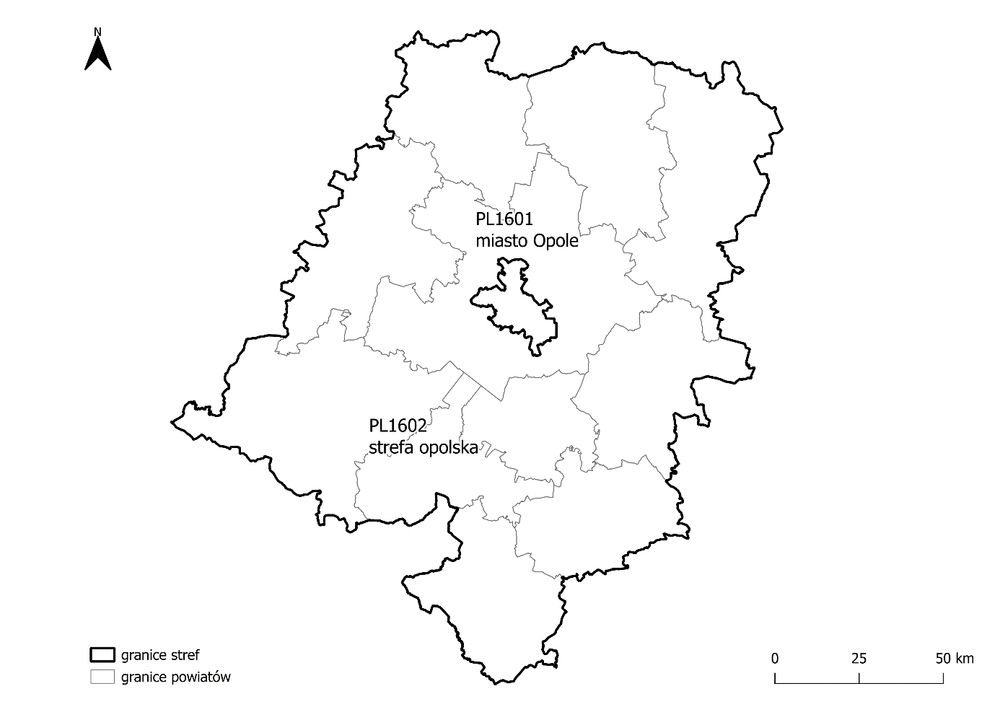 N
PL1601
miasto Opole
PL1602
strefa opolska
granice stref
granice powiatów
0 25 50 km